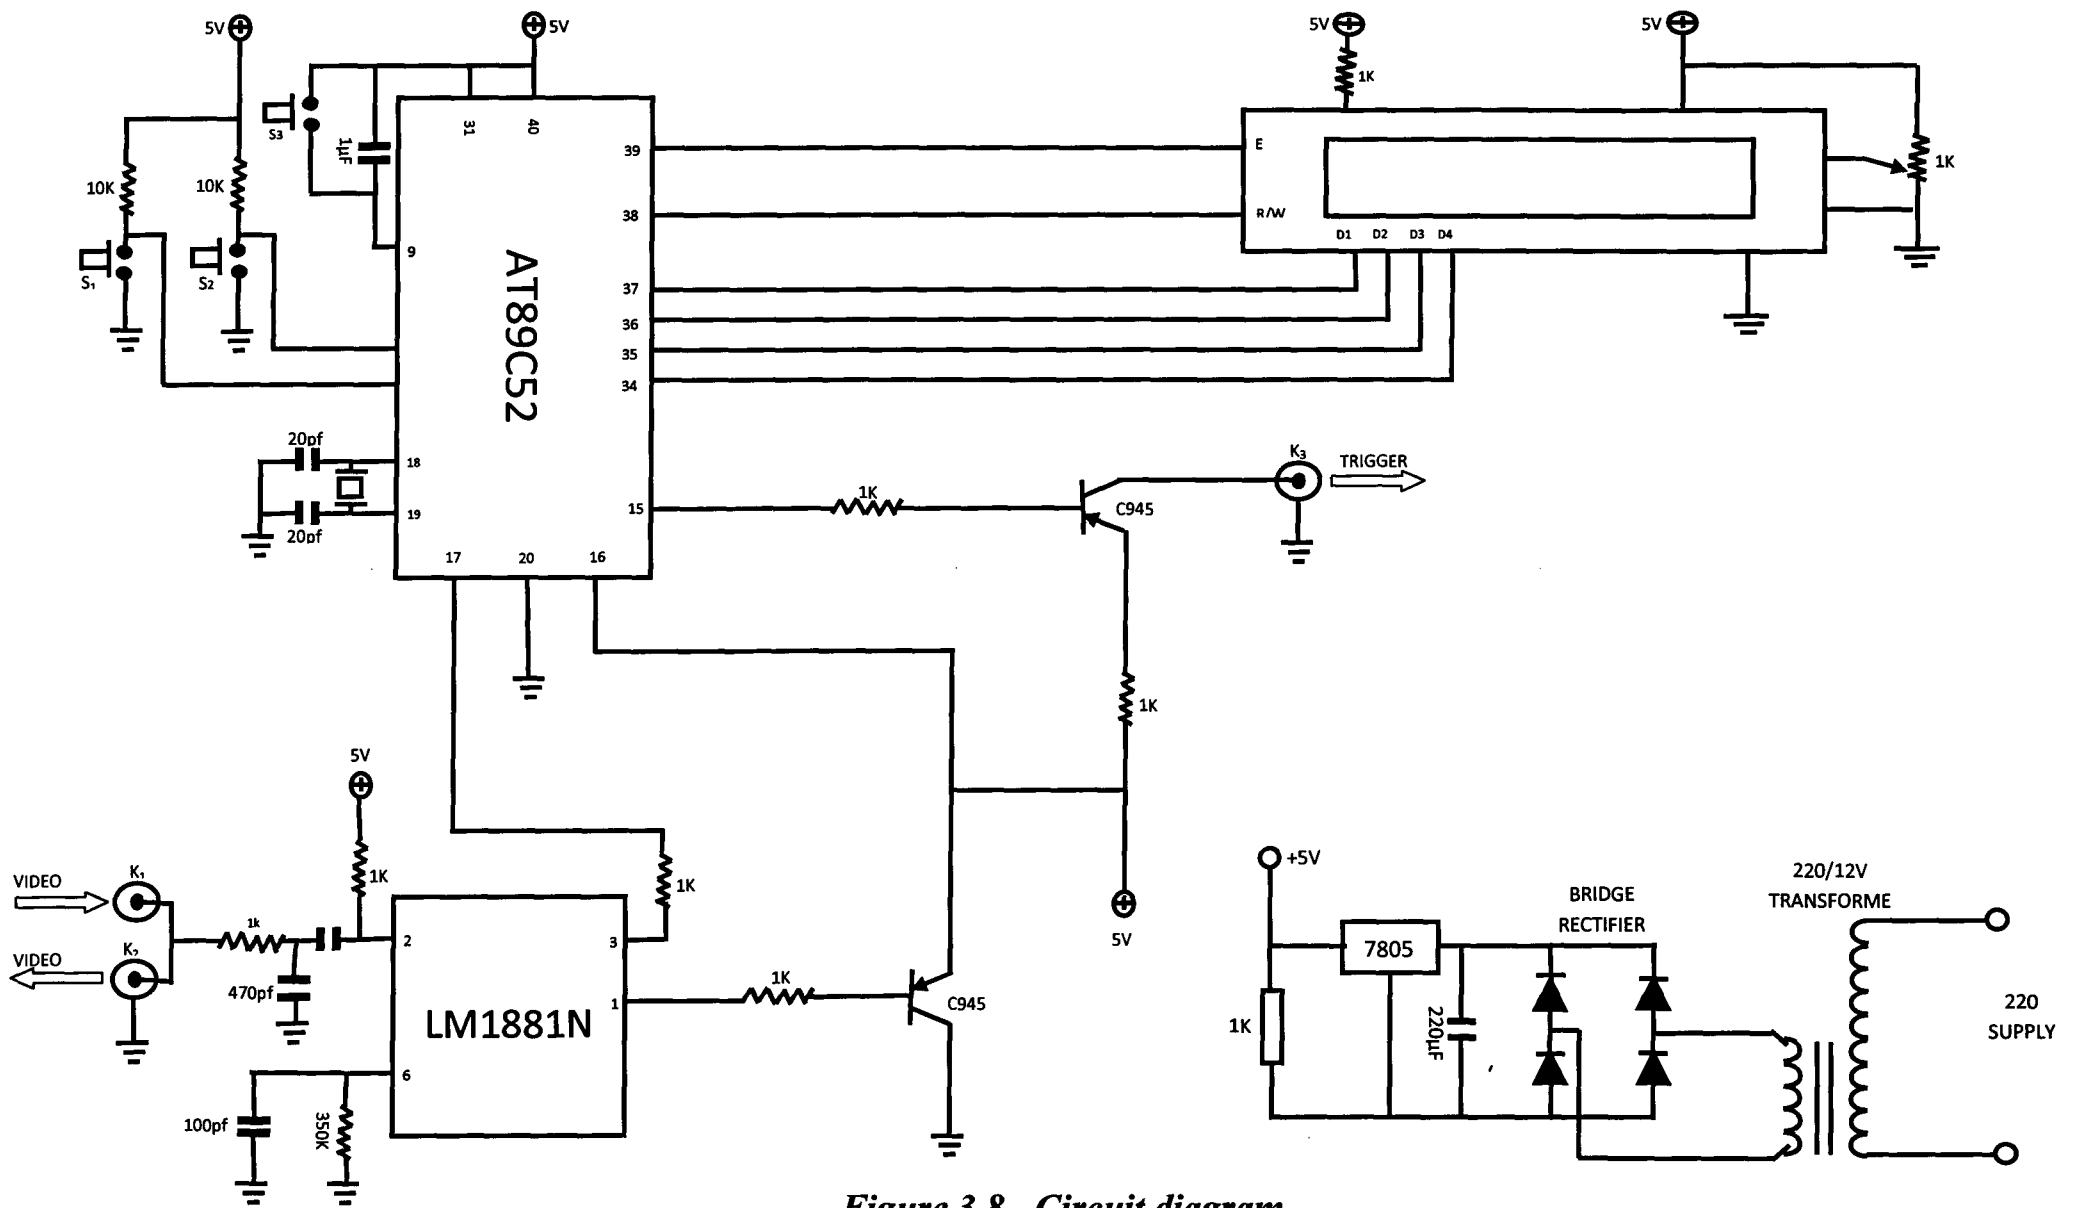 5V
5V
5V
5V
1K
S3
1µF
31
40
39
E
1K
10K
10K
38
R/W
D1 D2 D3 D4
9
S1
S2
AT89C52
37
36
35
34
20pf
18
19
20pf
15
1K
C945
K3
TRIGGER
17
20
16
1K
5V
1K
1K
VIDEO
K1
1k
2
3
VIDEO
K2
470pf
1
1K
C945
LM1881N
6
100pf
350K
5V
+5V
7805
1K
220µF
BRIDGE
RECTIFIER
220/12V
TRANSFORME
220
SUPPLY
Figure 3.8 Circuit diagram